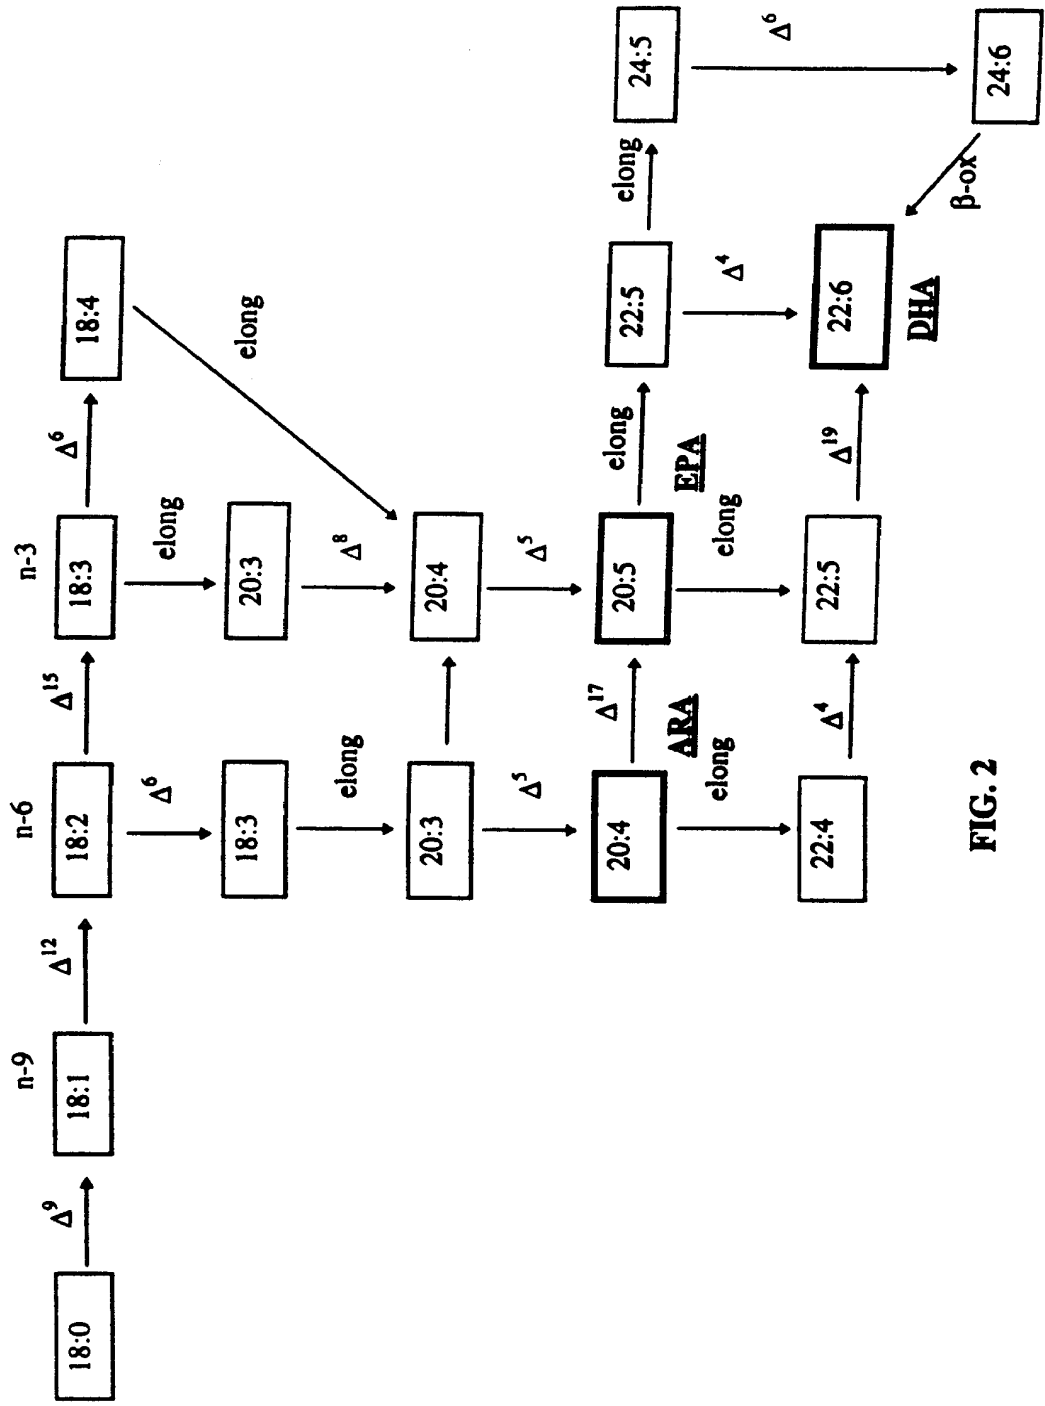 n-9 n-6 n-3
Δ⁹ Δ¹² Δ¹⁵ Δ⁶
18:0 18:1 18:2 18:3 18:4
Δ⁶ elong
18:3 20:3 elong
elong Δ⁸
20:3 20:4
Δ⁵ Δ⁵
Δ¹⁷ elong elong
20:4 20:5 22:5 24:5
ARA EPA
elong elong Δ⁴ Δ⁶
Δ⁴ Δ¹⁹
22:4 22:5 22:6
DHA
β-ox
24:6
FIG. 2